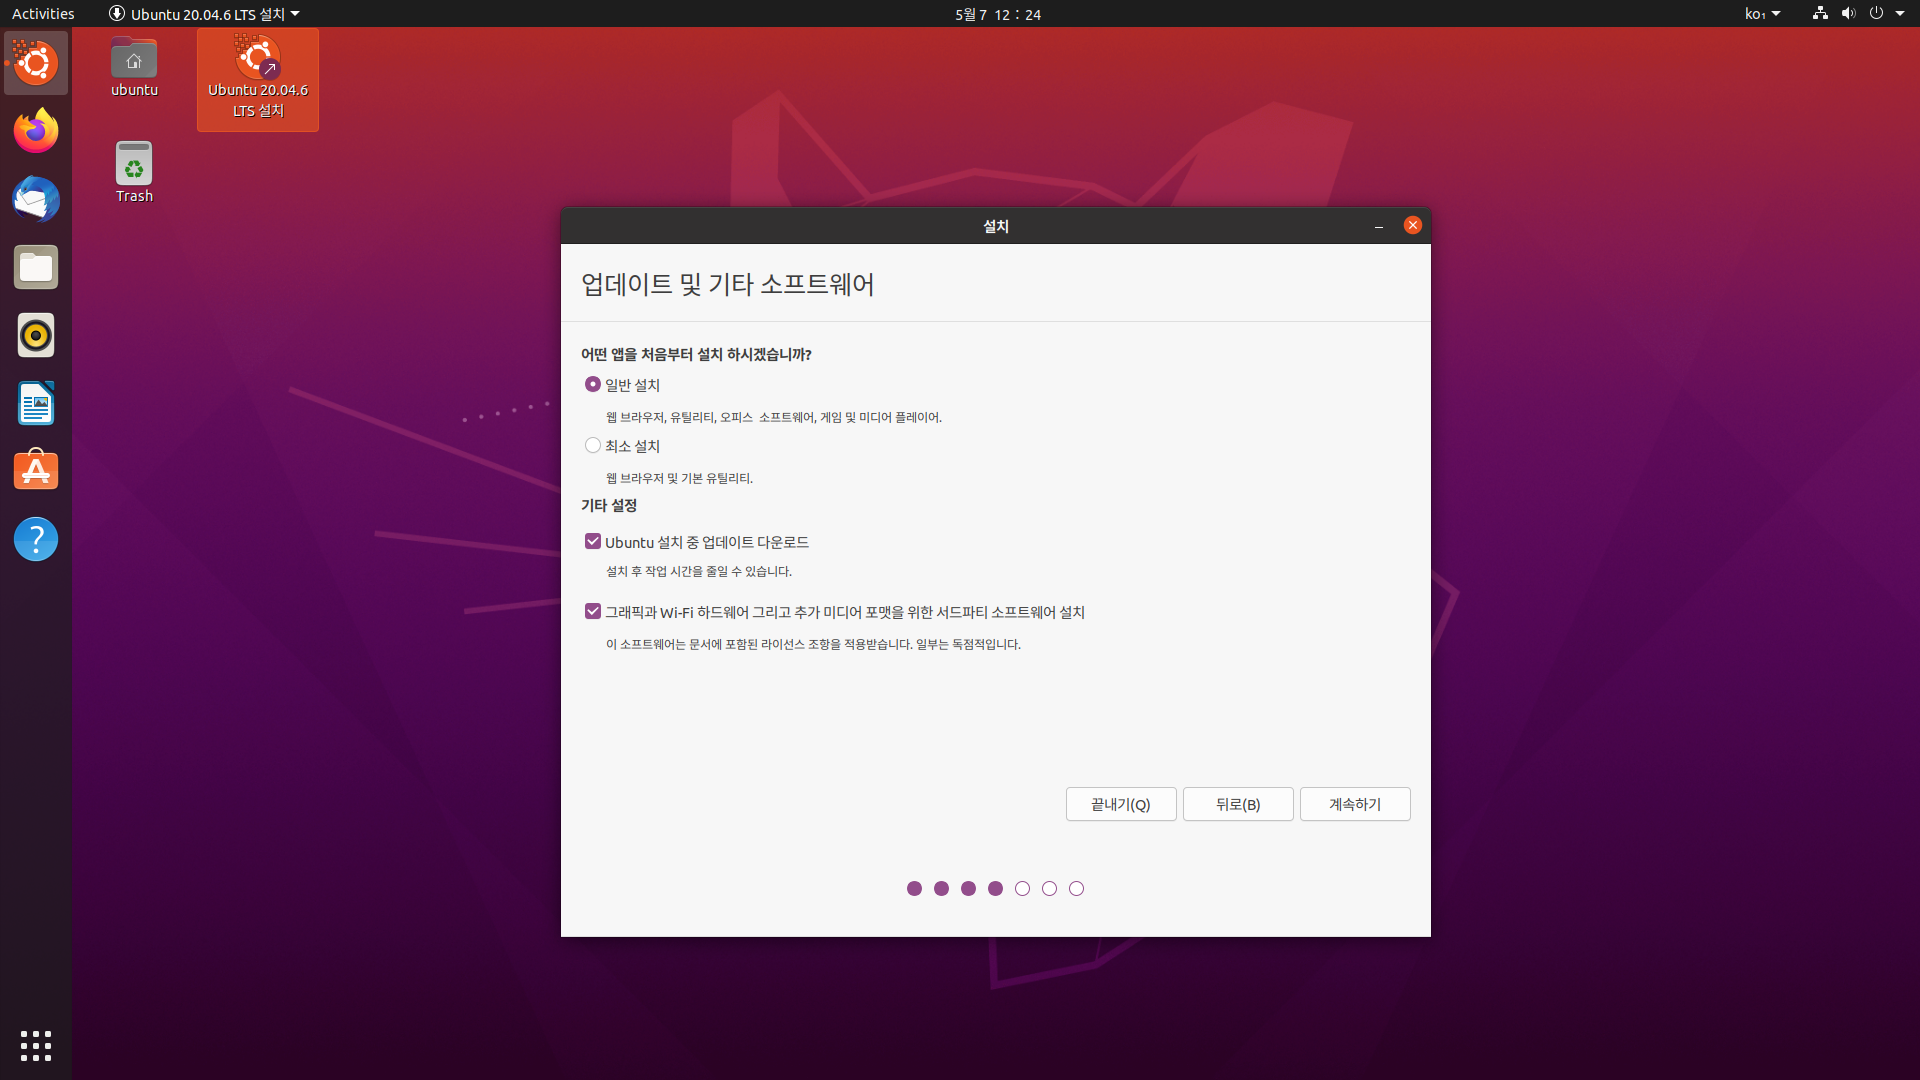 Activities
Ubuntu 20.04.6 LTS 설치
5월 7 12 : 24
ko₁
ubuntu
Ubuntu 20.04.6
LTS 설치
Trash
설치
업데이트 및 기타 소프트웨어
어떤 앱을 처음부터 설치 하시겠습니까?
일반 설치
웹 브라우저, 유틸리티, 오피스 소프트웨어, 게임 및 미디어 플레이어.
최소 설치
웹 브라우저 및 기본 유틸리티.
기타 설정
Ubuntu 설치 중 업데이트 다운로드
설치 후 작업 시간을 줄일 수 있습니다.
그래픽과 Wi-Fi 하드웨어 그리고 추가 미디어 포맷을 위한 서드파티 소프트웨어 설치
이 소프트웨어는 문서에 포함된 라이선스 조항을 적용받습니다. 일부는 독점적입니다.
끝내기(Q)
뒤로(B)
계속하기